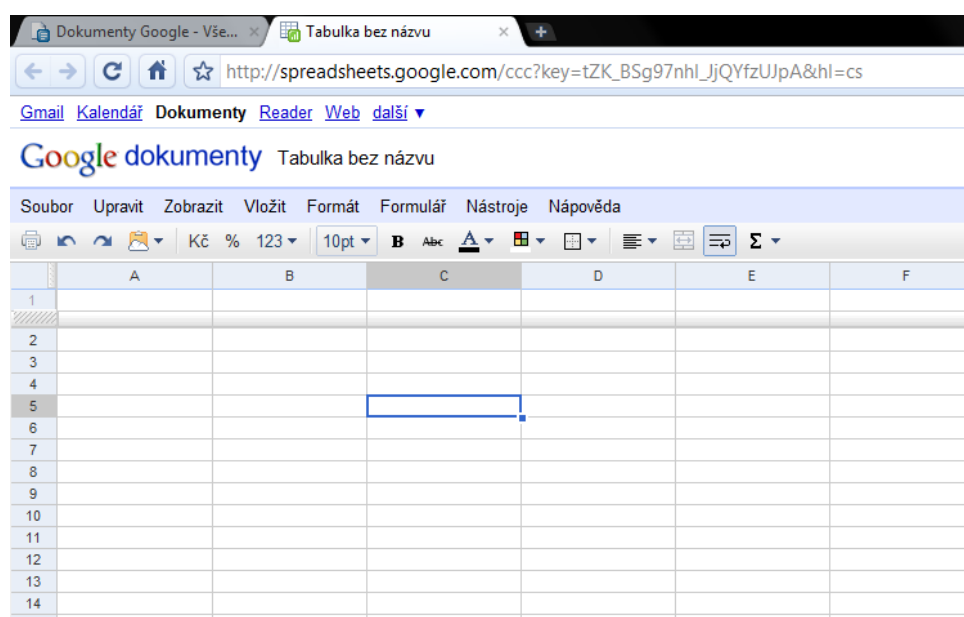 Dokumenty Google - Vše... Tabulka bez názvu
http://spreadsheets.google.com/ccc?key=tZK_BSg97nhl_JjQYfzUJpA&hl=cs
Gmail Kalendář Dokumenty Reader Web další ▼
Google dokumenty Tabulka bez názvu
Soubor Upravit Zobrazit Vložit Formát Formulář Nástroje Nápověda
Kč % 123 10pt B Abc A Σ
A B C D E F
1
2
3
4
5
6
7
8
9
10
11
12
13
14